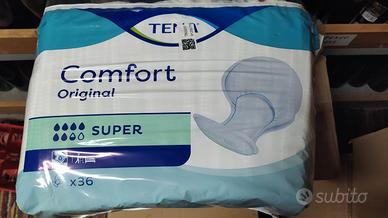 TENA
Comfort
Original
SUPER
x36
subito